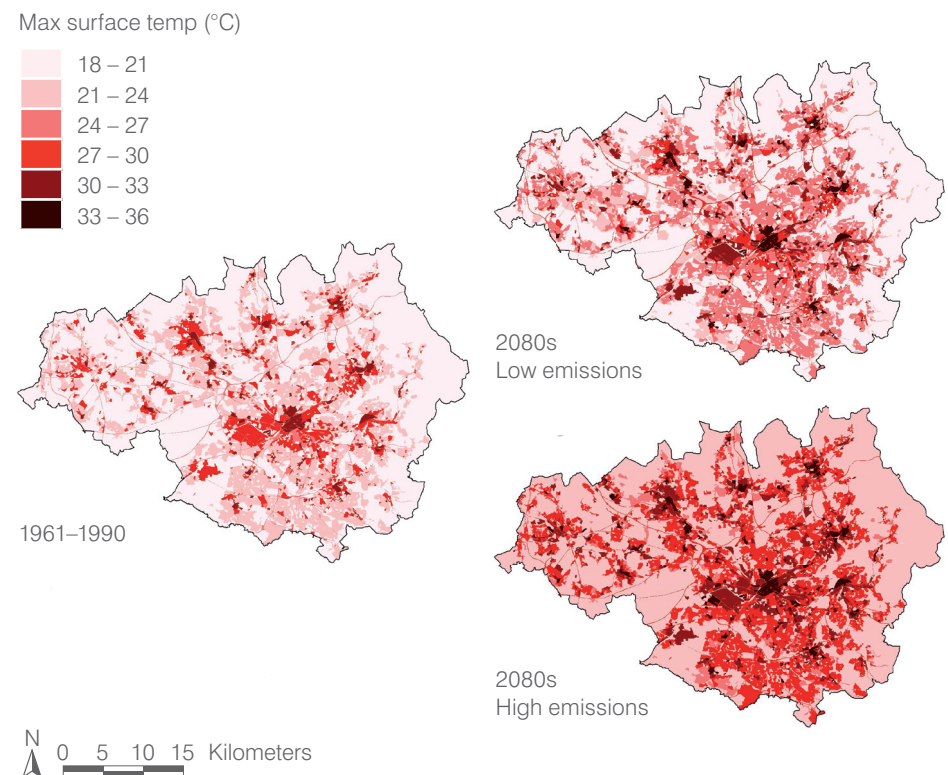 Max surface temp (°C)
18 – 21
21 – 24
24 – 27
27 – 30
30 – 33
33 – 36
1961–1990
2080s
Low emissions
2080s
High emissions
N
0 5 10 15 Kilometers